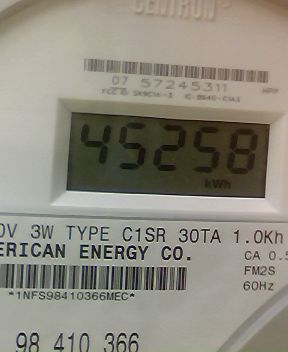 CENTRON®
07 57245311
45258
kWh
0V 3W TYPE C1SR 30TA 1.0Kh
ERICAN ENERGY CO. CA 0.5
FM2S
*1NFS98410366MEC* 60Hz
98 410 366